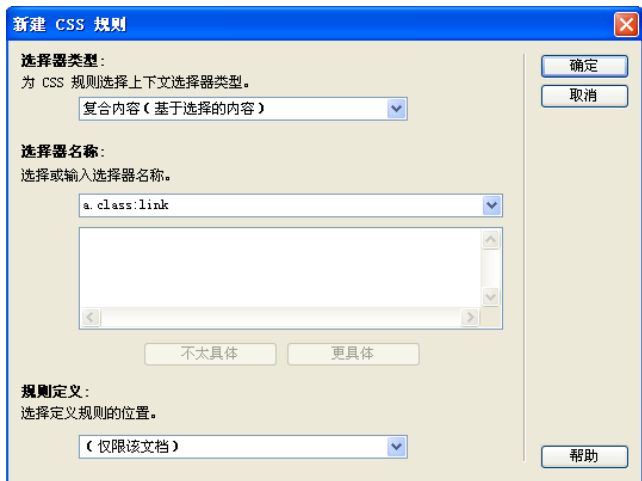 新建 CSS 规则
选择器类型:
为 CSS 规则选择上下文选择器类型。
复合内容(基于选择的内容)
确定
取消
选择器名称:
选择或输入选择器名称。
a.class:link
不太具体
更具体
规则定义:
选择定义规则的位置。
(仅限该文档)
帮助